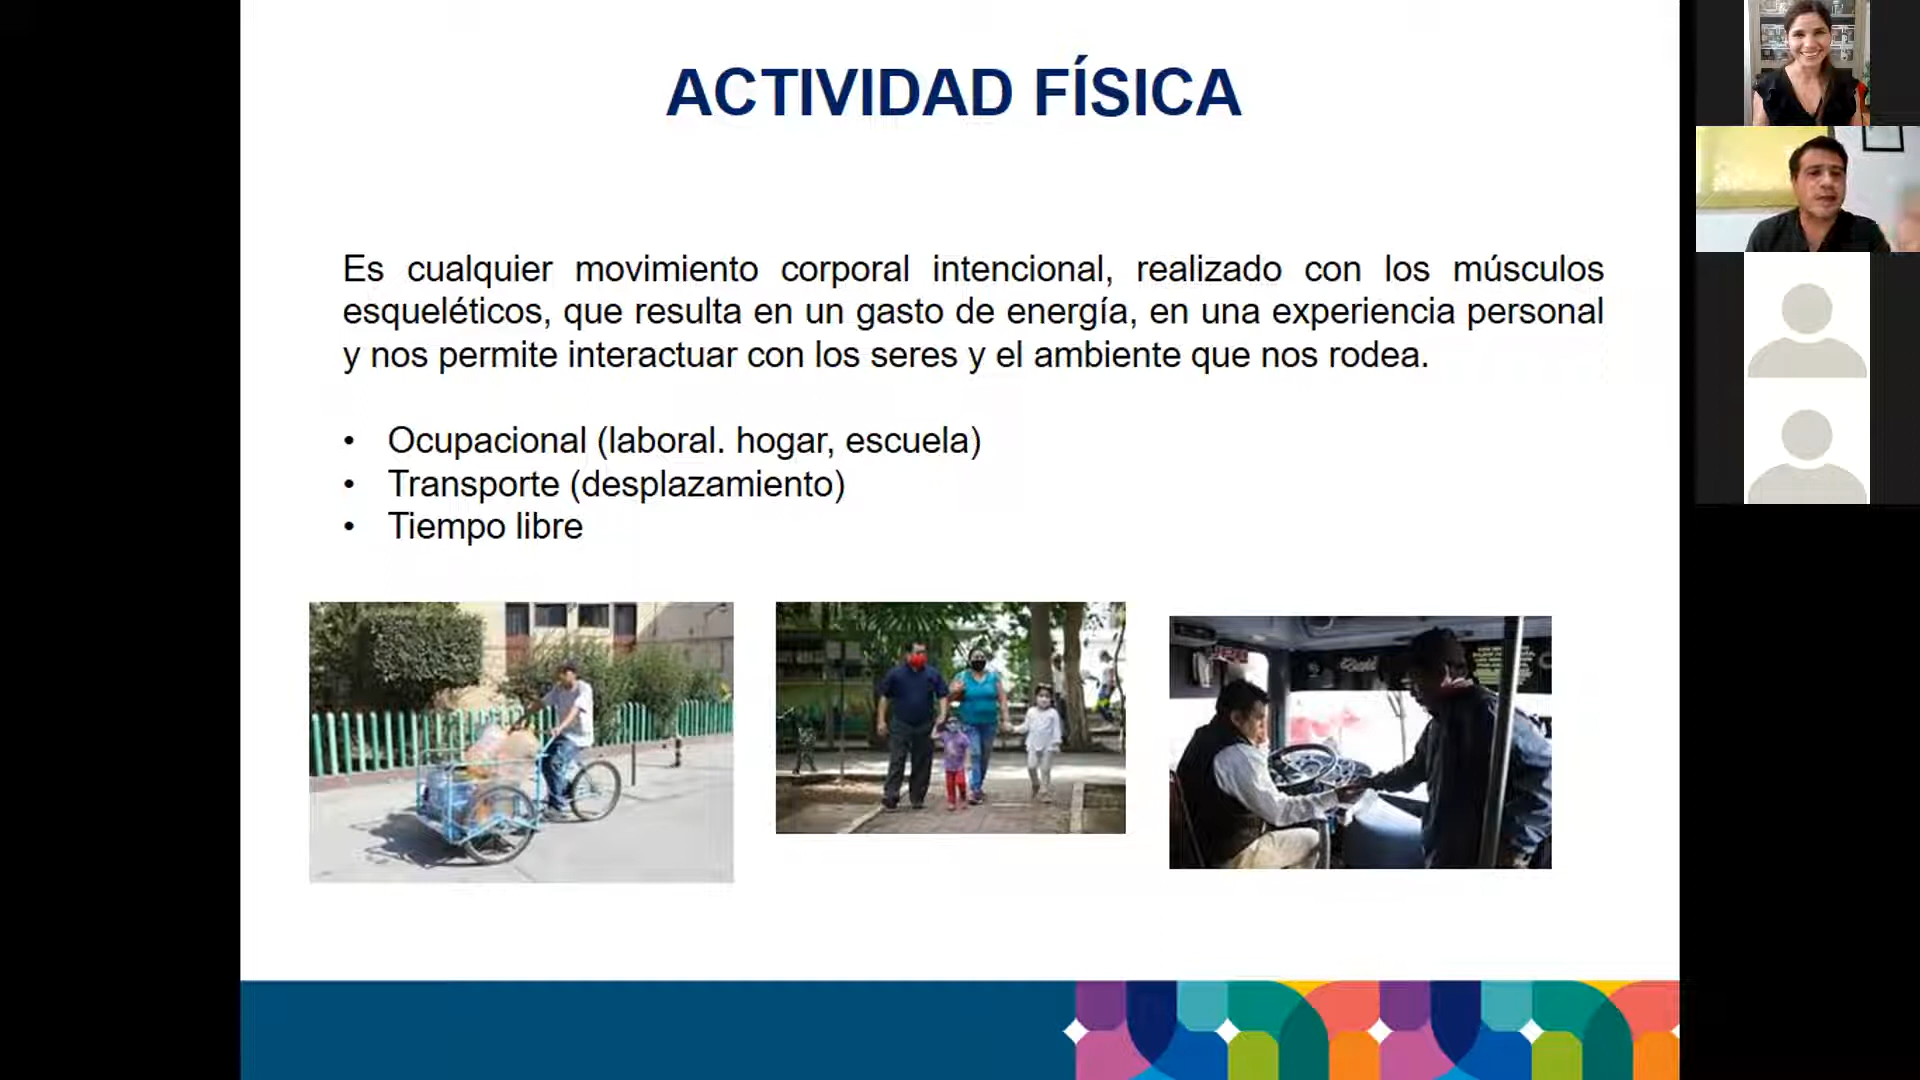 ACTIVIDAD FÍSICA
Es cualquier movimiento corporal intencional, realizado con los músculos
esqueléticos, que resulta en un gasto de energía, en una experiencia personal
y nos permite interactuar con los seres y el ambiente que nos rodea.
• Ocupacional (laboral. hogar, escuela)
• Transporte (desplazamiento)
• Tiempo libre